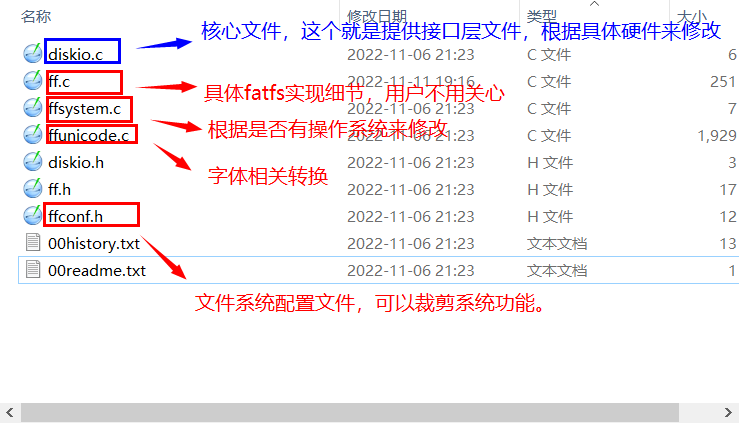 名称 修改日期 类型 大小
核心文件，这个就是提供接口层文件，根据具体硬件来修改
diskio.c 2022-11-06 21:23 C 文件 6
ff.c 2022-11-11 19:16 C 文件 251
具体fatfs实现细节，用户不用关心
ffsystem.c 2022-11-06 21:23 C 文件 7
根据是否有操作系统来修改
ffunicode.c 2022-11-06 21:23 C 文件 1,929
diskio.h 2022-11-06 21:23 H 文件 3
字体相关转换
ff.h 2022-11-06 21:23 H 文件 17
ffconf.h 2022-11-06 21:23 H 文件 12
00history.txt 2022-11-06 21:23 文本文档 13
00readme.txt 2022-11-06 21:23 文本文档 1
文件系统配置文件，可以裁剪系统功能。